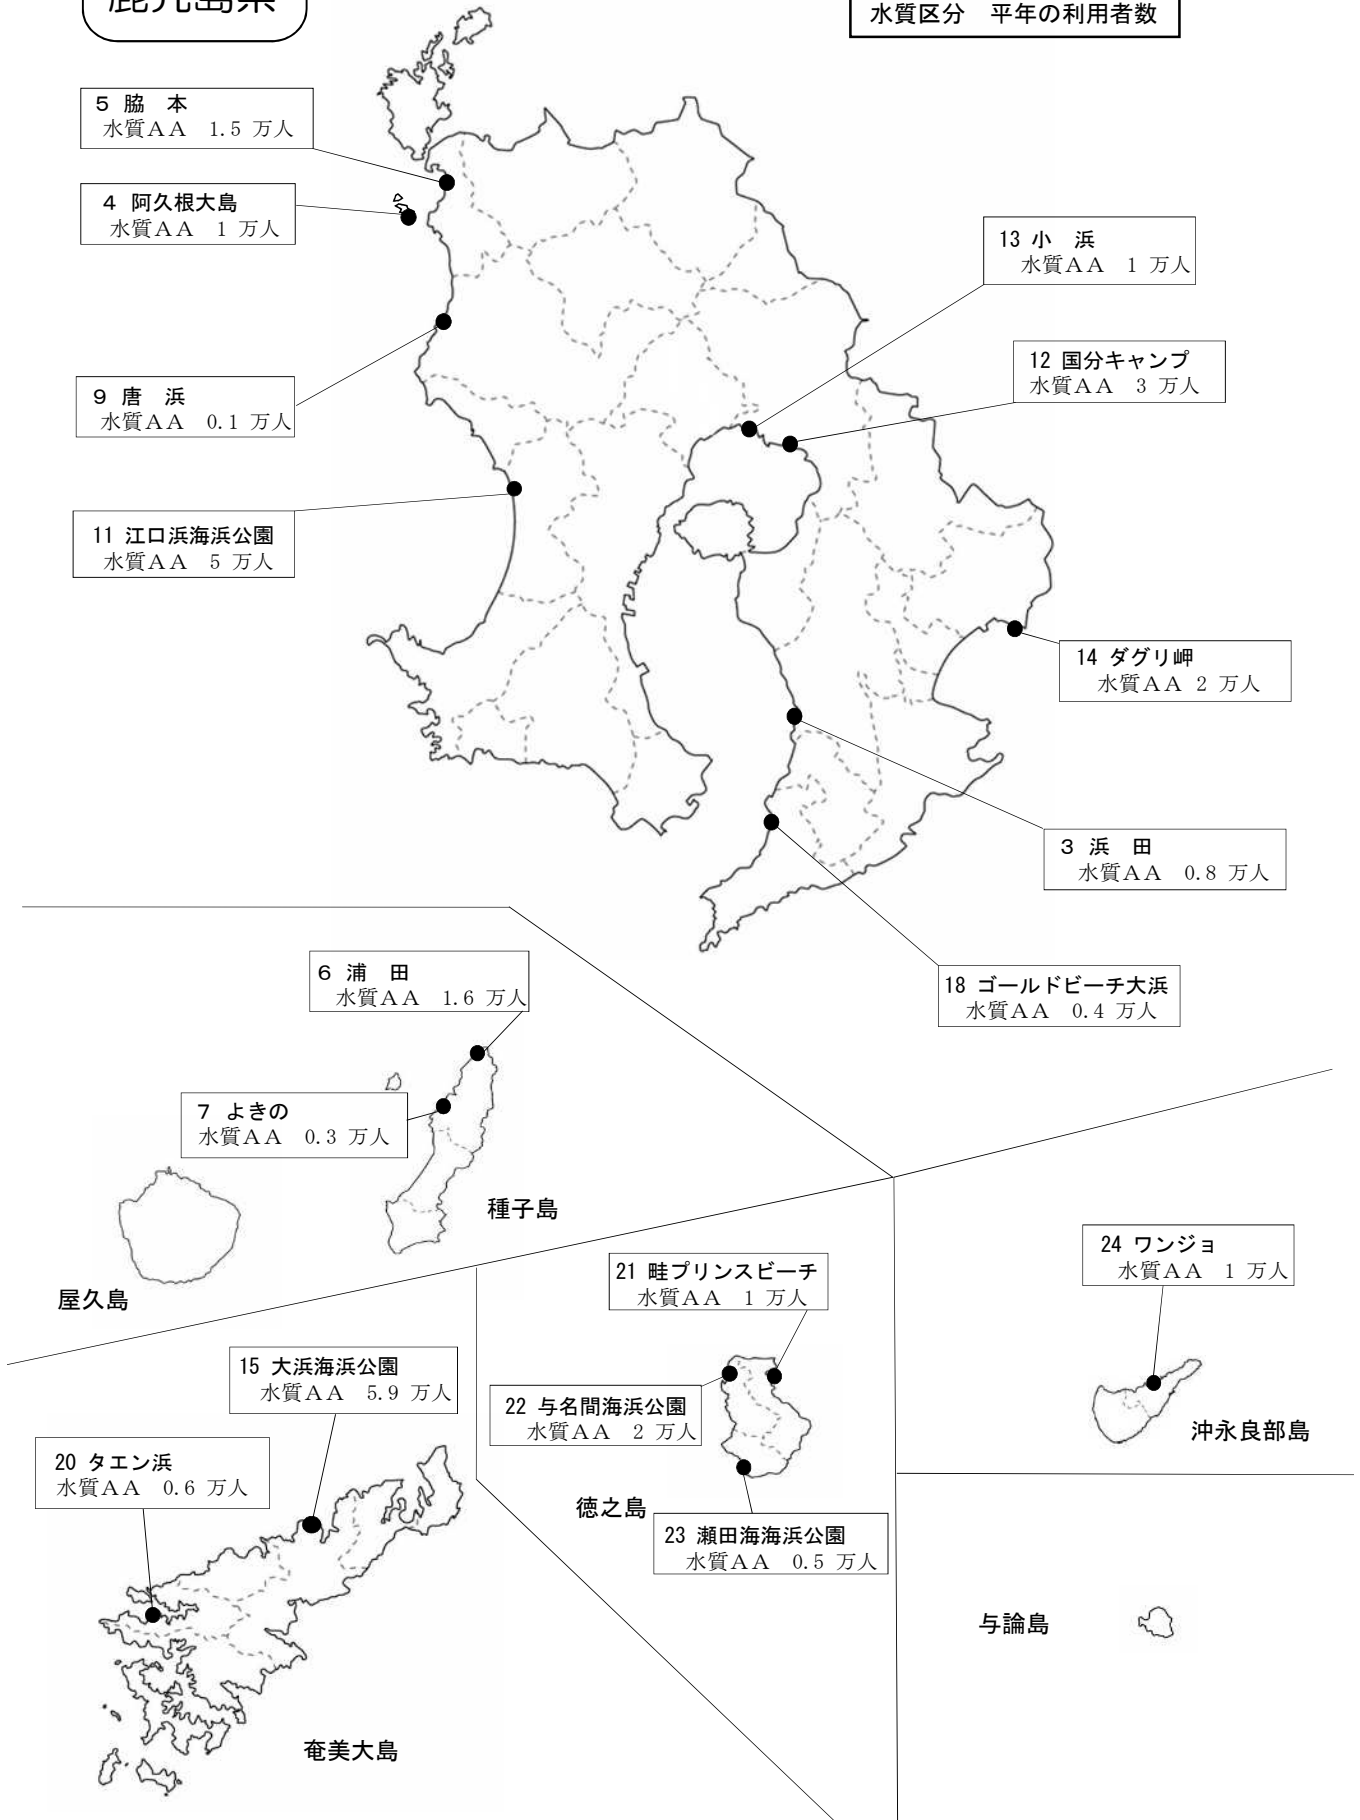 鹿児島県
水質区分　平年の利用者数
5 脇　本
水質AA　1.5 万人
4 阿久根大島
水質AA　1 万人
13 小　浜
水質AA　1 万人
12 国分キャンプ
水質AA　3 万人
9 唐　浜
水質AA　0.1 万人
11 江口浜海浜公園
水質AA　5 万人
14 ダグリ岬
水質AA 2 万人
3 浜　田
水質AA　0.8 万人
18 ゴールドビーチ大浜
水質AA　0.4 万人
6 浦　田
水質AA　1.6 万人
7 よきの
水質AA　0.3 万人
種子島
屋久島
21 畦プリンスビーチ
水質AA　1 万人
24 ワンジョ
水質AA　1 万人
15 大浜海浜公園
水質AA　5.9 万人
22 与名間海浜公園
水質AA　2 万人
沖永良部島
20 タエン浜
水質AA　0.6 万人
徳之島
23 瀬田海海浜公園
水質AA　0.5 万人
与論島
奄美大島